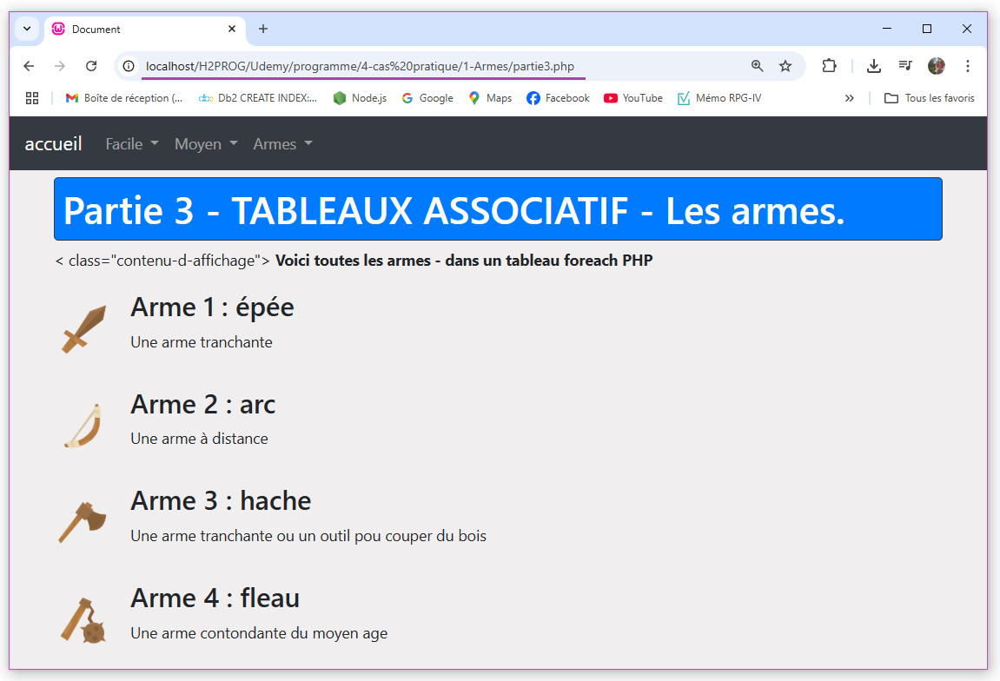 Document
localhost/H2PROG/Udemy/programme/4-cas%20pratique/1-Armes/partie3.php
Boîte de réception (... Db2 CREATE INDEX:... Node.js Google Maps Facebook YouTube Mémo RPG-IV » Tous les favoris
accueil Facile Moyen Armes
Partie 3 - TABLEAUX ASSOCIATIF - Les armes.
< class="contenu-d-affichage"> Voici toutes les armes - dans un tableau foreach PHP
Arme 1 : épée
Une arme tranchante
Arme 2 : arc
Une arme à distance
Arme 3 : hache
Une arme tranchante ou un outil pou couper du bois
Arme 4 : fleau
Une arme contondante du moyen age